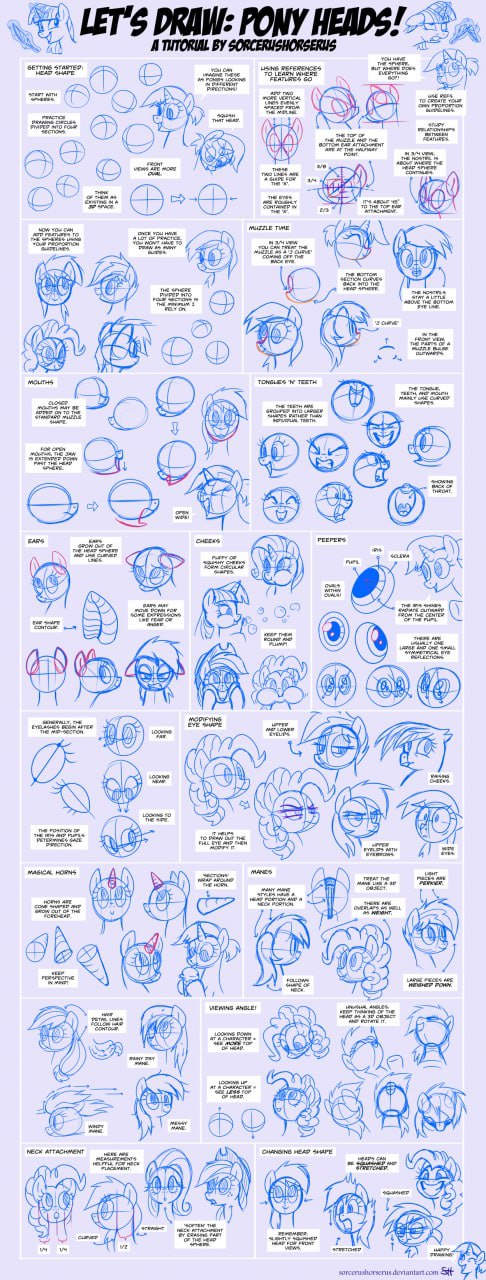 LET'S DRAW: PONY HEADS!
A TUTORIAL BY SORCERUSHORSERUS
GETTING STARTED:
HEAD SHAPE
START WITH
SPHERES.
PRACTICE
DRAWING CIRCLES
DIVIDED INTO FOUR
SECTIONS.
FRONT
VIEWS ARE MORE
OVAL.
THINK
OF THEM AS
EXISTING IN A
3D SPACE.
YOU CAN
IMAGINE THESE
AS PONIES LOOKING
IN DIFFERENT
DIRECTIONS!
SQUISH
THAT HEAD.
USING REFERENCES
TO LEARN WHERE
FEATURES GO
ADD TWO
MORE VERTICAL
LINES EVENLY
SPACED FROM
THE MIDLINE.
THESE
TWO LINES ARE
A GUIDE FOR
THE "X".
THE EYES
ARE ROUGHLY
CONTAINED IN
THE "X".
THE TOP OF
THE MUZZLE AND THE
BOTTOM EAR ATTACHMENT
ARE AT THE HALFWAY
POINT.
3/8
3/4
2/3
IT'S ABOUT 45°
TO THE TOP EAR
ATTACHMENT.
YOU HAVE
THE SPHERE,
BUT WHERE DOES
EVERYTHING
GO?!
USE REFS
TO CREATE YOUR
OWN PROPORTION
GUIDELINES.
STUDY
RELATIONSHIPS
BETWEEN
FEATURES.
IN 3/4 VIEW,
THE NOSTRIL IS
ABOUT WHERE
THE HEAD
SPHERE
CONTINUES.
NOW YOU CAN
ADD FEATURES TO
THE SPHERES USING
YOUR PROPORTION
GUIDELINES.
ONCE YOU HAVE
A LOT OF PRACTICE,
YOU WON'T HAVE TO
DRAW AS MANY
GUIDES.
THE SPHERE
DIVIDED INTO
FOUR SECTIONS IS
THE MINIMUM I
RELY ON.
MUZZLE TIME
IN 3/4 VIEW
YOU CAN TREAT
THE MUZZLE AS A
'J CURVE'
COMING OFF THE
BACK EYE.
THE BOTTOM
SECTION CURVES
BACK INTO THE
HEAD SPHERE.
THE NOSTRILS
STAY A LITTLE
ABOVE THE BOTTOM
EYE LINE.
'J CURVE'
IN THE
FRONT VIEW,
THE PARTS OF A
MUZZLE BULGE
OUTWARDS.
MOUTHS
CLOSED
MOUTHS MAY BE
ADDED ON TO THE
STANDARD MUZZLE
SHAPE.
FOR OPEN
MOUTHS, THE JAW
IS EXTENDED DOWN
PAST THE HEAD
SPHERE.
OPEN
WIDE!
TONGUES 'N' TEETH
THE TEETH ARE
GROUPED INTO LARGER
SHAPES RATHER THAN
INDIVIDUAL TEETH.
THE TONGUE,
TEETH, AND MOUTH
MAINLY USE CURVED
SHAPES.
SHOWING
BACK OF
THROAT.
EARS
EARS
GROW OUT OF
THE HEAD SPHERE
AND USE CURVED
LINES.
EAR SHAPE
CONTOUR.
EARS MAY
MOVE DOWN FOR
SOME EXPRESSIONS
LIKE FEAR OR
ANGER.
CHEEKS
PUFFY OR
SQUISHY CHEEKS
FORM CIRCULAR
SHAPES.
KEEP THEM
ROUND AND
PLUMP!
PEEPERS
IRIS
SCLERA
PUPIL
OVALS
WITHIN
OVALS!
THE IRIS SHINES
RADIATE OUTWARD
FROM THE CENTER
OF THE PUPIL.
THERE ARE
USUALLY ONE
LARGE AND ONE SMALL
SYMMETRICAL EYE
REFLECTIONS.
GENERALLY, THE
EYELASHES BEGIN AFTER
THE MID-SECTION.
LOOKING
FAR.
LOOKING
NEAR.
LOOKING TO
THE SIDE.
THE POSITION OF
THE IRIS AND PUPILS
DETERMINES GAZE
DIRECTION.
MODIFYING
EYE SHAPE
UPPER AND
LOWER
EYELIDS.
RAISING
CHEEKS.
IT HELPS
TO DRAW OUT THE
FULL EYE AND THEN
MODIFY IT.
UPPER
EYELIDS WITH
EYEBROWS.
WIDE
EYES.
MAGICAL HORNS
HORNS ARE
CONE SHAPED AND
GROW OUT OF THE
FOREHEAD.
'SECTIONS'
WRAP AROUND
THE HORN.
KEEP
PERSPECTIVE
IN MIND!
MANES
MANY MANE
STYLES HAVE A
HEAD PORTION AND A
NECK PORTION.
TREAT THE
MANE LIKE A 3D
OBJECT.
THERE ARE
OVERLAPS AS WELL
AS WEIGHT.
LIGHT
PIECES ARE
PERKIER.
FOLLOWS
SHAPE OF
NECK.
LARGE PIECES ARE
WEIGHED DOWN.
HAIR
DETAIL LINES
FOLLOW HAIR
CONTOUR.
RAINY DAY
MANE.
WINDY
MANE.
MESSY
MANE.
VIEWING ANGLE!
LOOKING DOWN
AT A CHARACTER =
SEE MORE TOP OF
HEAD.
LOOKING UP
AT A CHARACTER =
SEE LESS TOP
OF HEAD.
UNUSUAL ANGLES:
KEEP THINKING OF THE
HEAD AS A 3D OBJECT
AND ROTATE IT.
NECK ATTACHMENT
HERE ARE
MEASUREMENTS
HELPFUL FOR NECK
PLACEMENT.
1/4
1/4
CURVED
1/2
STRAIGHT
'SOFTEN' THE
NECK ATTACHMENT
BY ERASING PART
OF THE HEAD
SPHERE.
CHANGING HEAD SHAPE
HEADS CAN
BE SQUASHED AND
STRETCHED.
SQUASHED
REMEMBER:
SLIGHTLY SQUISHED
HEAD FOR FRONT
VIEWS.
STRETCHED
HAPPY
DRAWING!
sorcerushorserus.deviantart.com SH